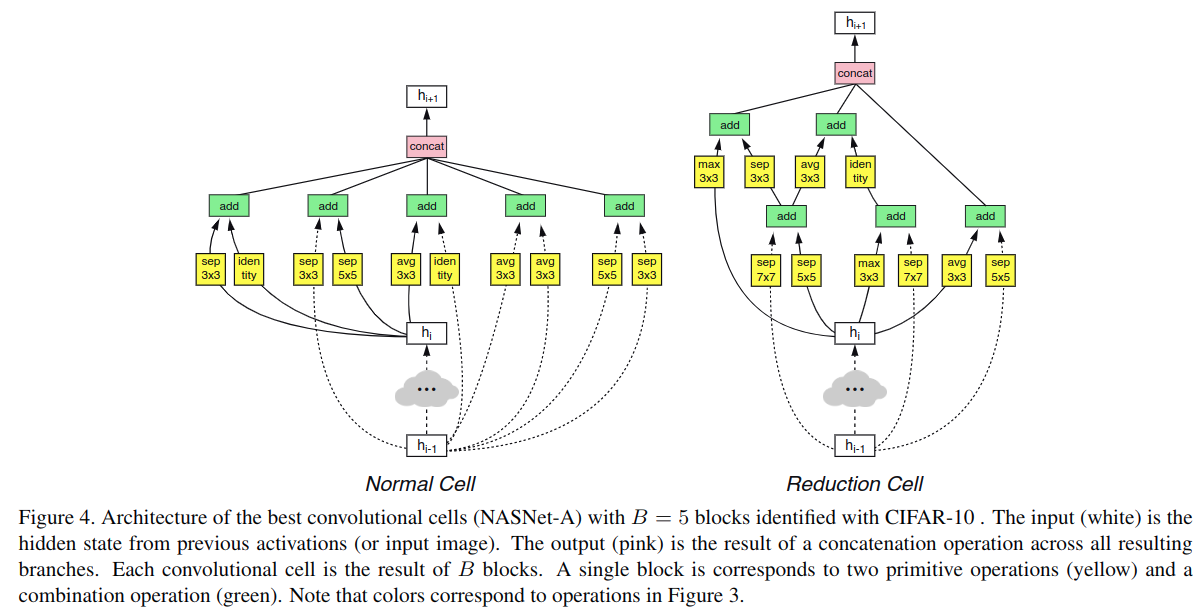 h_{i+1}
concat
add add add add add
sep 3x3 iden tity sep 3x3 sep 5x5 avg 3x3 iden tity avg 3x3 avg 3x3 sep 5x5 sep 3x3
h_i
...
h_{i-1}
Normal Cell
h_{i+1}
concat
add add
max 3x3 sep 3x3 avg 3x3 iden tity
add add add
sep 7x7 sep 5x5 max 3x3 sep 7x7 avg 3x3 sep 5x5
h_i
...
h_{i-1}
Reduction Cell
Figure 4. Architecture of the best convolutional cells (NASNet-A) with B = 5 blocks identified with CIFAR-10 . The input (white) is the
hidden state from previous activations (or input image). The output (pink) is the result of a concatenation operation across all resulting
branches. Each convolutional cell is the result of B blocks. A single block is corresponds to two primitive operations (yellow) and a
combination operation (green). Note that colors correspond to operations in Figure 3.